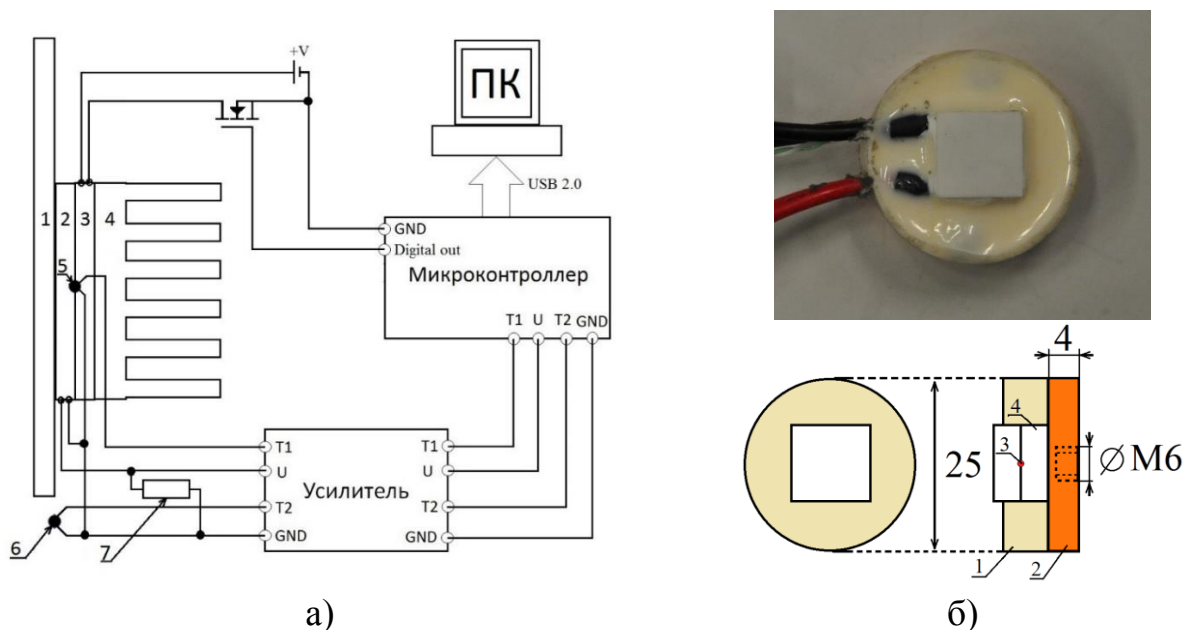 +V
ПК
USB 2.0
1 2 3 4
GND
Digital out
5
Микроконтроллер
T1 U T2 GND
T1 T1
U U
Усилитель
T2 T2
GND GND
6
7
4
4
3
25
∅ M6
1
2
а)
б)